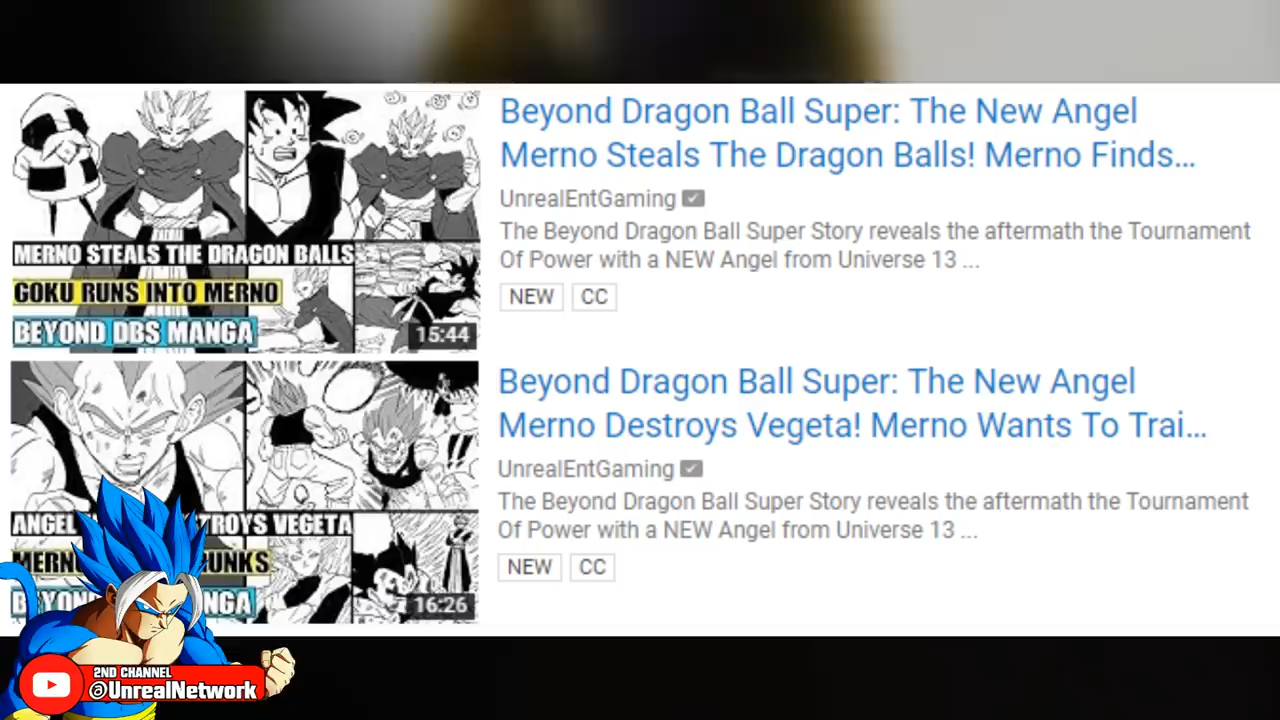 Beyond Dragon Ball Super: The New Angel
Merno Steals The Dragon Balls! Merno Finds...
UnrealEntGaming
The Beyond Dragon Ball Super Story reveals the aftermath the Tournament
Of Power with a NEW Angel from Universe 13 ...
NEW CC
MERNO STEALS THE DRAGON BALLS
GOKU RUNS INTO MERNO
BEYOND DBS MANGA
15:44
Beyond Dragon Ball Super: The New Angel
Merno Destroys Vegeta! Merno Wants To Trai...
UnrealEntGaming
The Beyond Dragon Ball Super Story reveals the aftermath the Tournament
Of Power with a NEW Angel from Universe 13 ...
NEW CC
ANGEL VEGETA
16:26
2ND CHANNEL
@UnrealNetwork